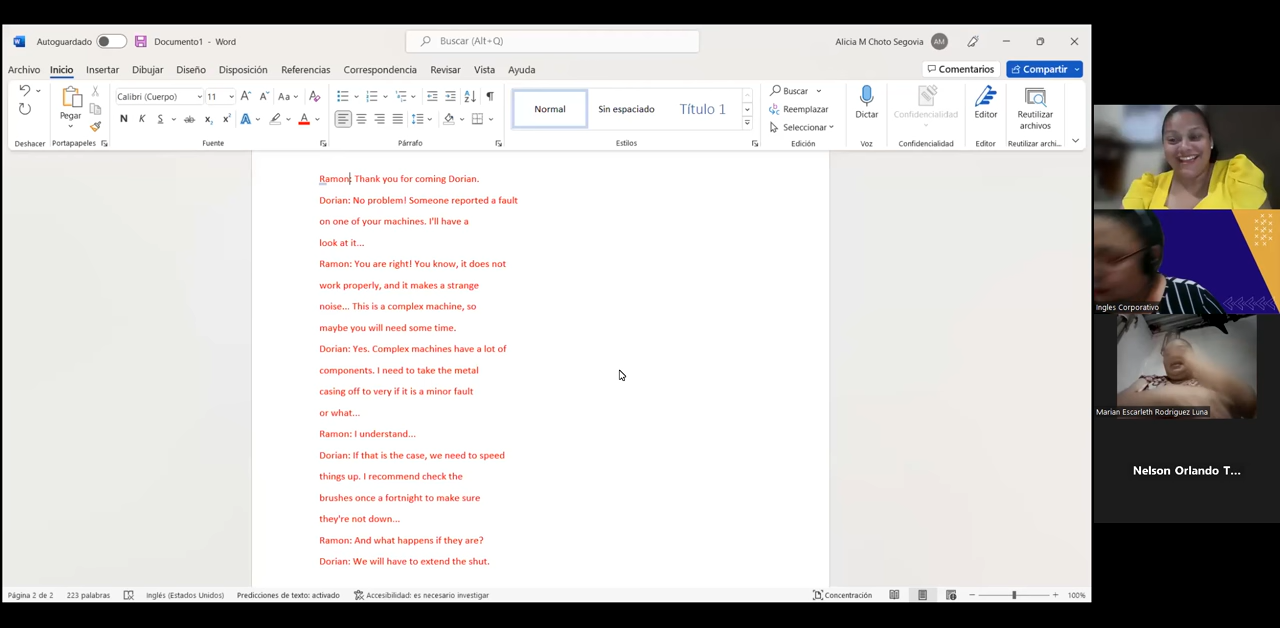 Autoguardado
Documento1 - Word
Buscar (Alt+Q)
Alicia M Choto Segovia
AM
Archivo Inicio Insertar Dibujar Diseño Disposición Referencias Correspondencia Revisar Vista Ayuda
Comentarios
Compartir
Pegar
Calibri (Cuerpo) 11
Normal
Sin espaciado
Título 1
Buscar
Reemplazar
Seleccionar
Dictar
Confidencialidad
Editor
Reutilizar
archivos
Deshacer
Portapapeles
Fuente
Párrafo
Estilos
Edición
Voz
Confidencialidad
Editor
Reutilizar archi...
Ramon: Thank you for coming Dorian.
Dorian: No problem! Someone reported a fault
on one of your machines. I'll have a
look at it...
Ramon: You are right! You know, it does not
work properly, and it makes a strange
noise... This is a complex machine, so
maybe you will need some time.
Dorian: Yes. Complex machines have a lot of
components. I need to take the metal
casing off to very if it is a minor fault
or what...
Ramon: I understand...
Dorian: If that is the case, we need to speed
things up. I recommend check the
brushes once a fortnight to make sure
they're not down...
Ramon: And what happens if they are?
Dorian: We will have to extend the shut.
Página 2 de 2
223 palabras
Inglés (Estados Unidos)
Predicciones de texto: activado
Accesibilidad: es necesario investigar
Concentración
100%
Ingles Corporativo
Marian Escarleth Rodriguez Luna
Nelson Orlando T...